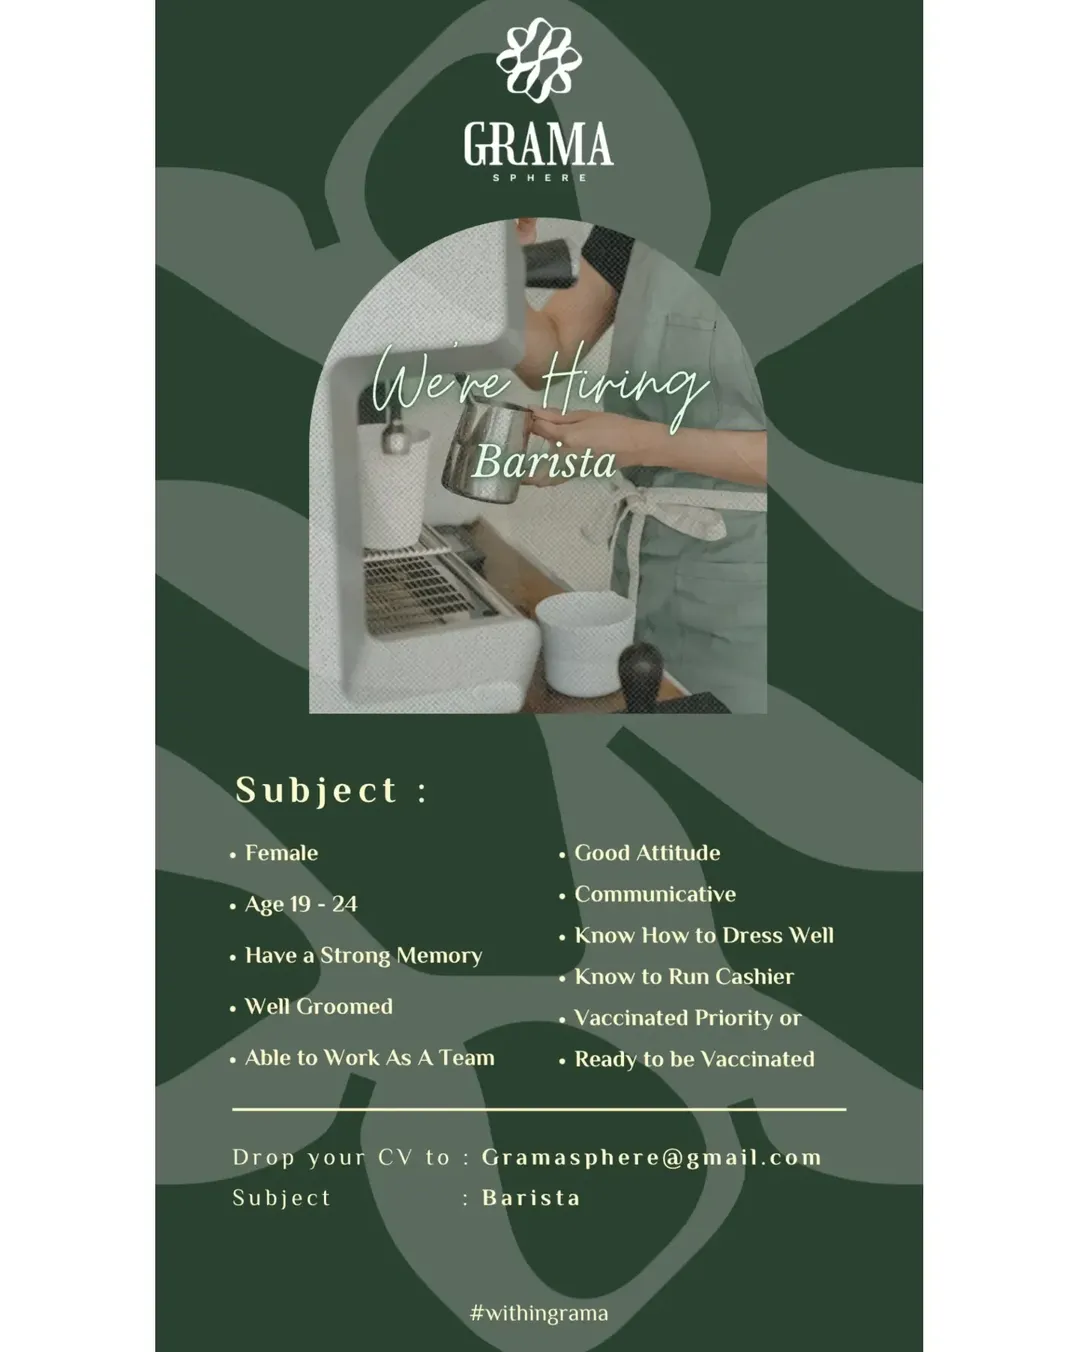 GRAMA
SPHERE
We're Hiring
Barista
Subject :
• Female
• Age 19 - 24
• Have a Strong Memory
• Well Groomed
• Able to Work As A Team
• Good Attitude
• Communicative
• Know How to Dress Well
• Know to Run Cashier
• Vaccinated Priority or
• Ready to be Vaccinated
Drop your CV to : Gramasphere@gmail.com
Subject : Barista
#withingrama